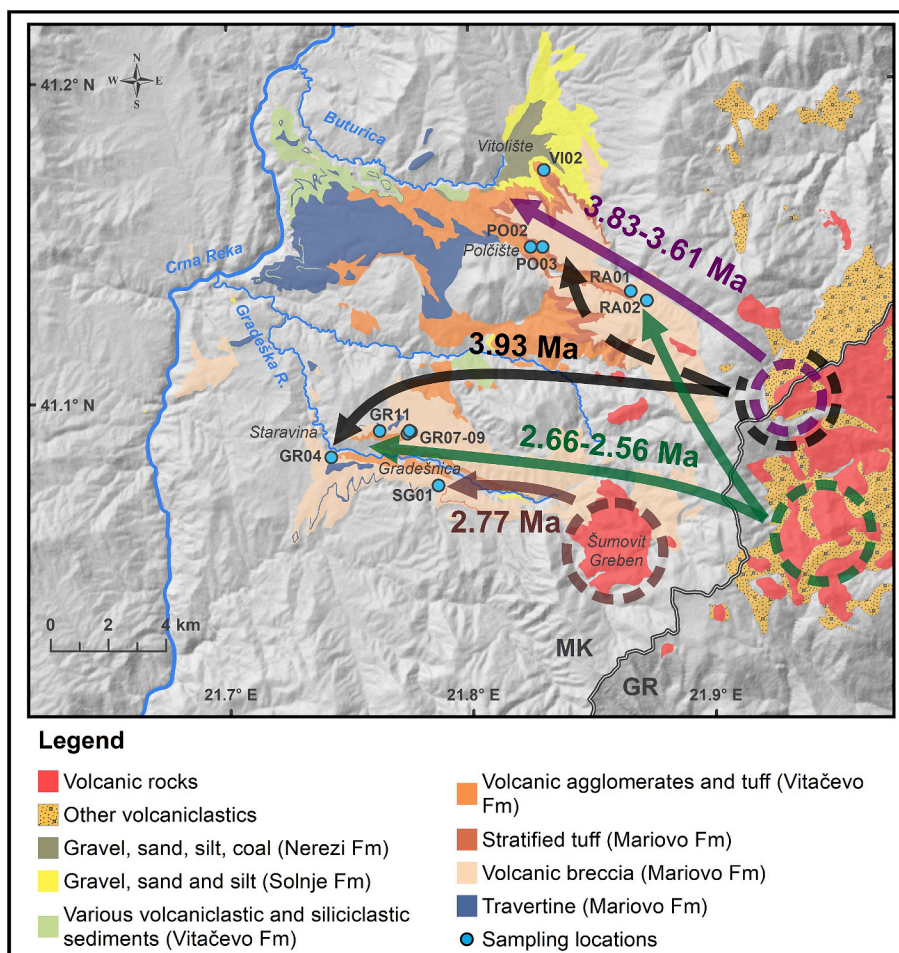 41.2° N
N
W E
S
Buturica
Vitolište
VI02
3.83-3.61 Ma
PO02
Polčište
PO03
RA01
RA02
Crna Reka
Gradeška R.
3.93 Ma
41.1° N
GR11
Staravina
GR07-09
GR04
Gradešnica
2.66-2.56 Ma
SG01
2.77 Ma
Šumovit
Greben
0 2 4 km
MK
GR
21.7° E
21.8° E
21.9° E
Legend
Volcanic rocks
Other volcaniclastics
Gravel, sand, silt, coal (Nerezi Fm)
Gravel, sand and silt (Solnje Fm)
Various volcaniclastic and siliciclastic
sediments (Vitačevo Fm)
Volcanic agglomerates and tuff (Vitačevo
Fm)
Stratified tuff (Mariovo Fm)
Volcanic breccia (Mariovo Fm)
Travertine (Mariovo Fm)
Sampling locations